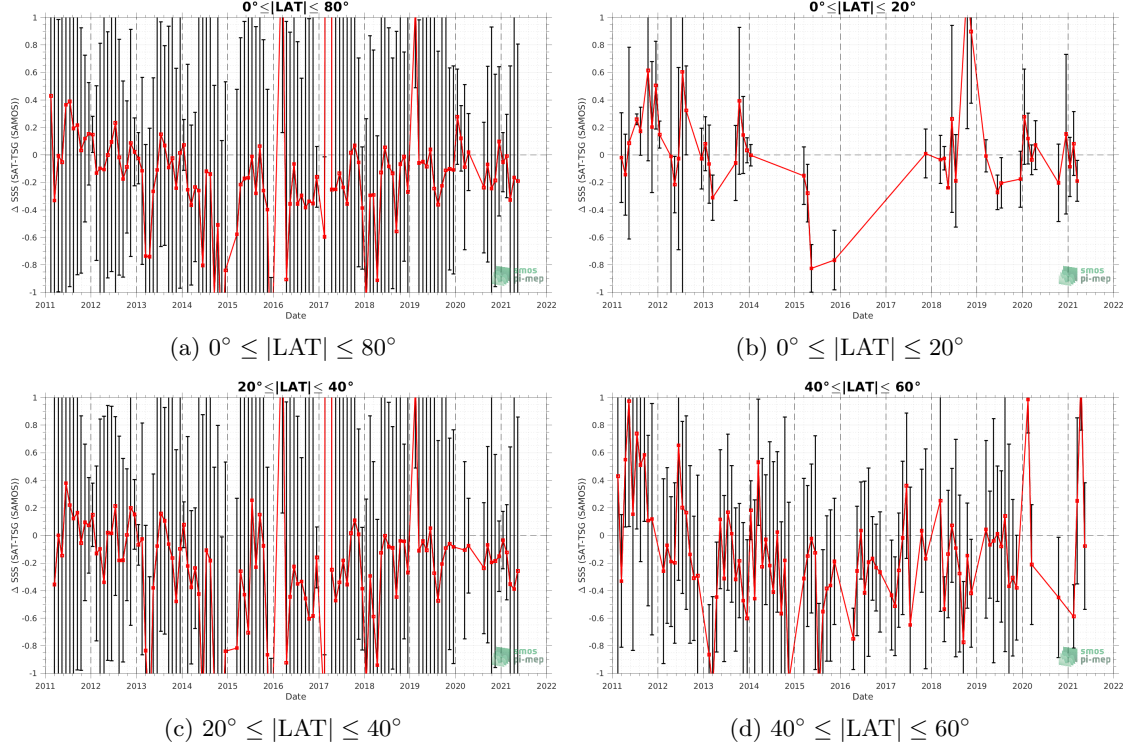 0°≤|LAT|≤ 80°
0°≤|LAT|≤ 20°
Δ SSS (SAT-TSG (SAMOS))
1
0.8
0.6
0.4
0.2
0
-0.2
-0.4
-0.6
-0.8
-1
2011 2012 2013 2014 2015 2016 2017 2018 2019 2020 2021 2022
Date
smos
pi-mep
Δ SSS (SAT-TSG (SAMOS))
1
0.8
0.6
0.4
0.2
0
-0.2
-0.4
-0.6
-0.8
-1
2011 2012 2013 2014 2015 2016 2017 2018 2019 2020 2021 2022
Date
smos
pi-mep
(a) 0° ≤ |LAT| ≤ 80°
(b) 0° ≤ |LAT| ≤ 20°
20°≤|LAT|≤ 40°
40°≤|LAT|≤ 60°
Δ SSS (SAT-TSG (SAMOS))
1
0.8
0.6
0.4
0.2
0
-0.2
-0.4
-0.6
-0.8
-1
2011 2012 2013 2014 2015 2016 2017 2018 2019 2020 2021 2022
Date
smos
pi-mep
Δ SSS (SAT-TSG (SAMOS))
1
0.8
0.6
0.4
0.2
0
-0.2
-0.4
-0.6
-0.8
-1
2011 2012 2013 2014 2015 2016 2017 2018 2019 2020 2021 2022
Date
smos
pi-mep
(c) 20° ≤ |LAT| ≤ 40°
(d) 40° ≤ |LAT| ≤ 60°